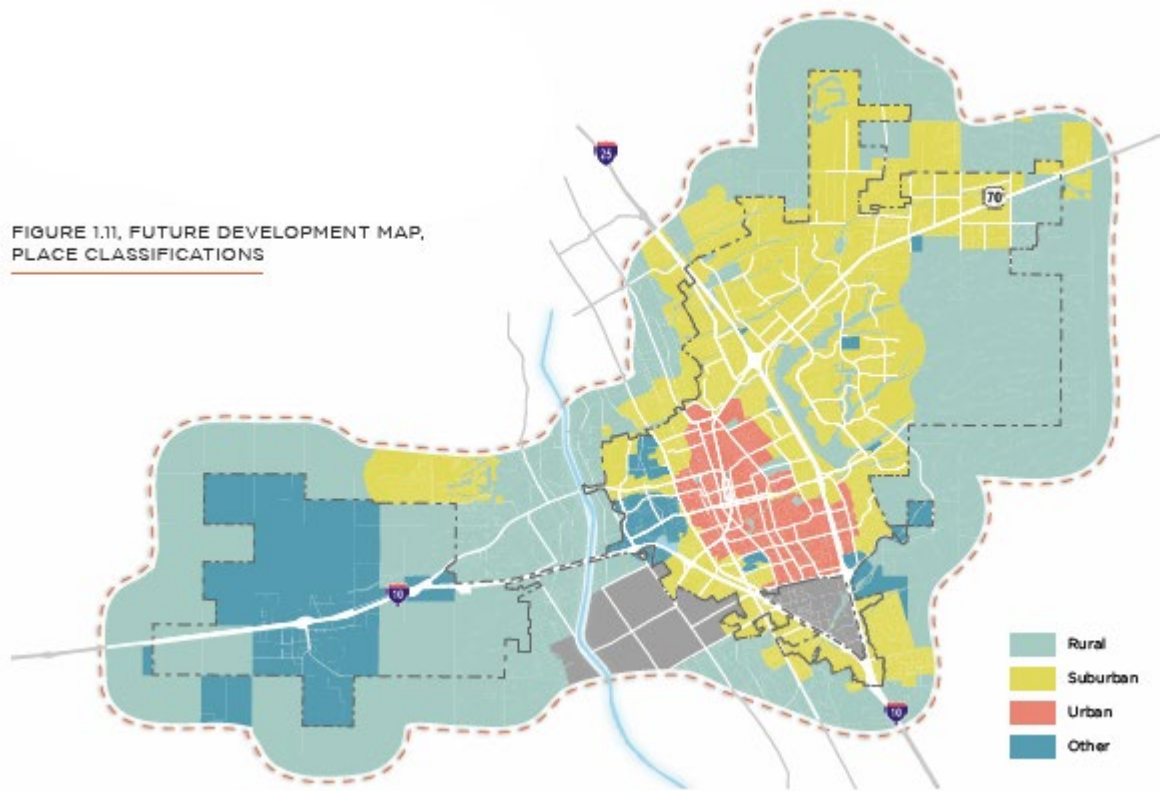 FIGURE 1.11, FUTURE DEVELOPMENT MAP,
PLACE CLASSIFICATIONS
25
70
10
10
Rural
Suburban
Urban
Other